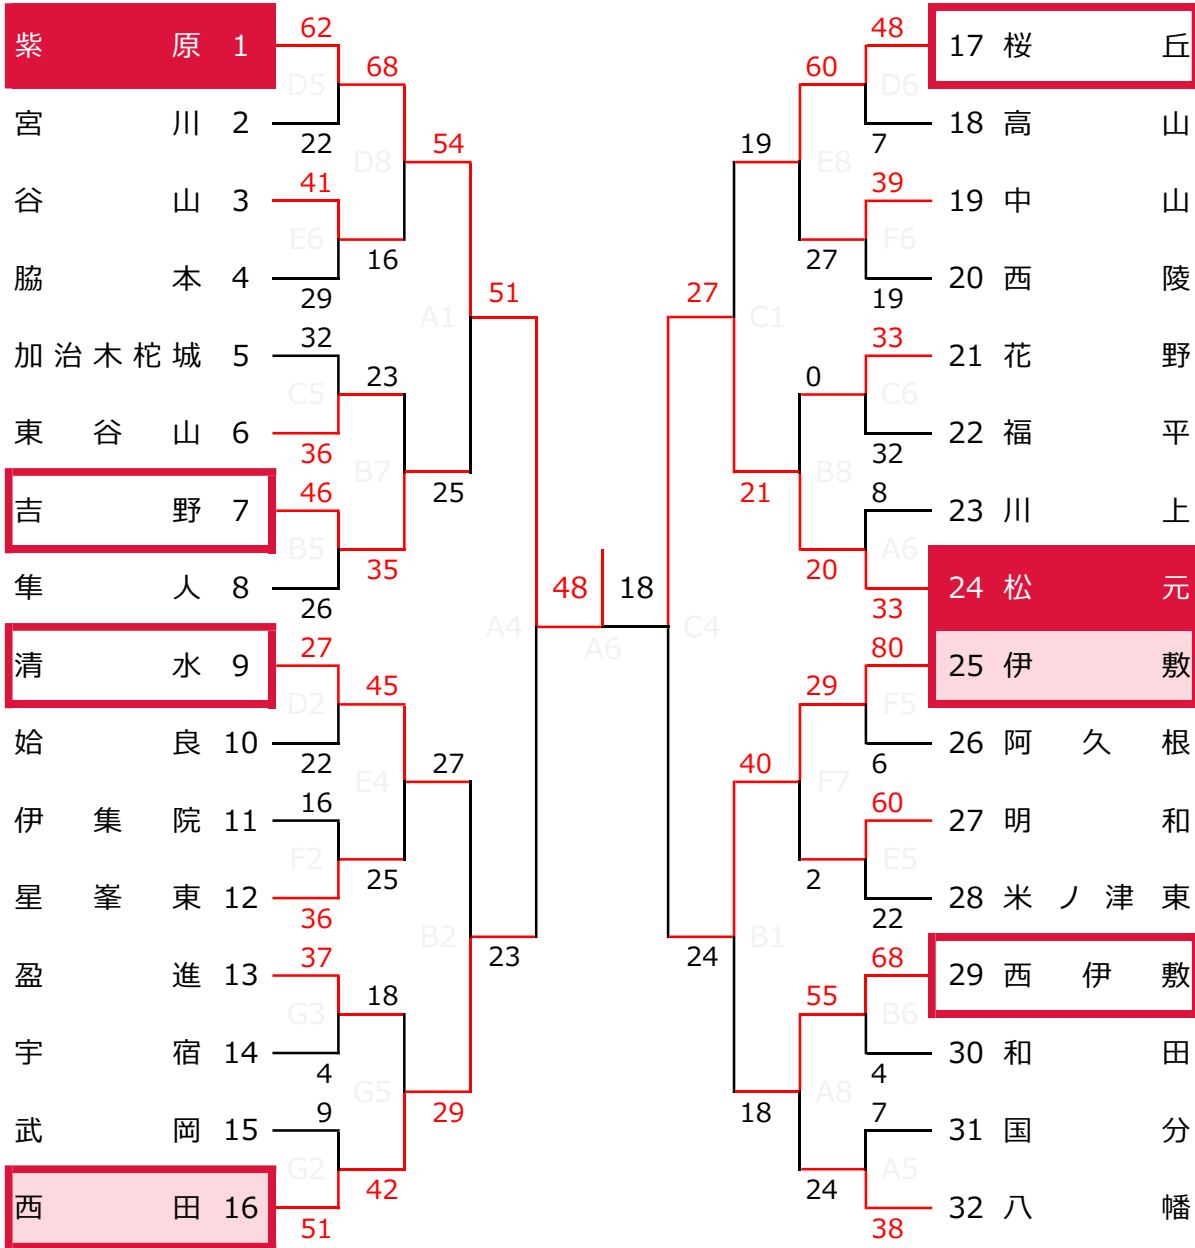 紫原 1 62 48 17 桜丘
68 60
D5 D6
宮川 2 22 7 18 高山
54 19
D8 E8
谷山 3 41 39 19 中山
E6 F6
16 27
脇本 4 29 19 20 西陵
51 27
A1 C1
加治木柁城 5 32 33 21 花野
23 0
C5 C6
東谷山 6 36 32 22 福平
B7 B8
25 21
吉野 7 46 8 23 川上
B5 A6
35 20
隼人 8 26 33 24 松元
48 18
A4 A6 C4
清水 9 27 80 25 伊敷
45 29
D2 F5
姶良 10 22 6 26 阿久根
27 40
E4 F7
伊集院 11 16 60 27 明和
F2 E5
25 2
星峯東 12 36 22 28 米ノ津東
B2 B1
23 24
盈進 13 37 68 29 西伊敷
18 55
G3 B6
宇宿 14 4 4 30 和田
G5 A8
29 18
武岡 15 9 7 31 国分
G2 A5
42 24
西田 16 51 38 32 八幡